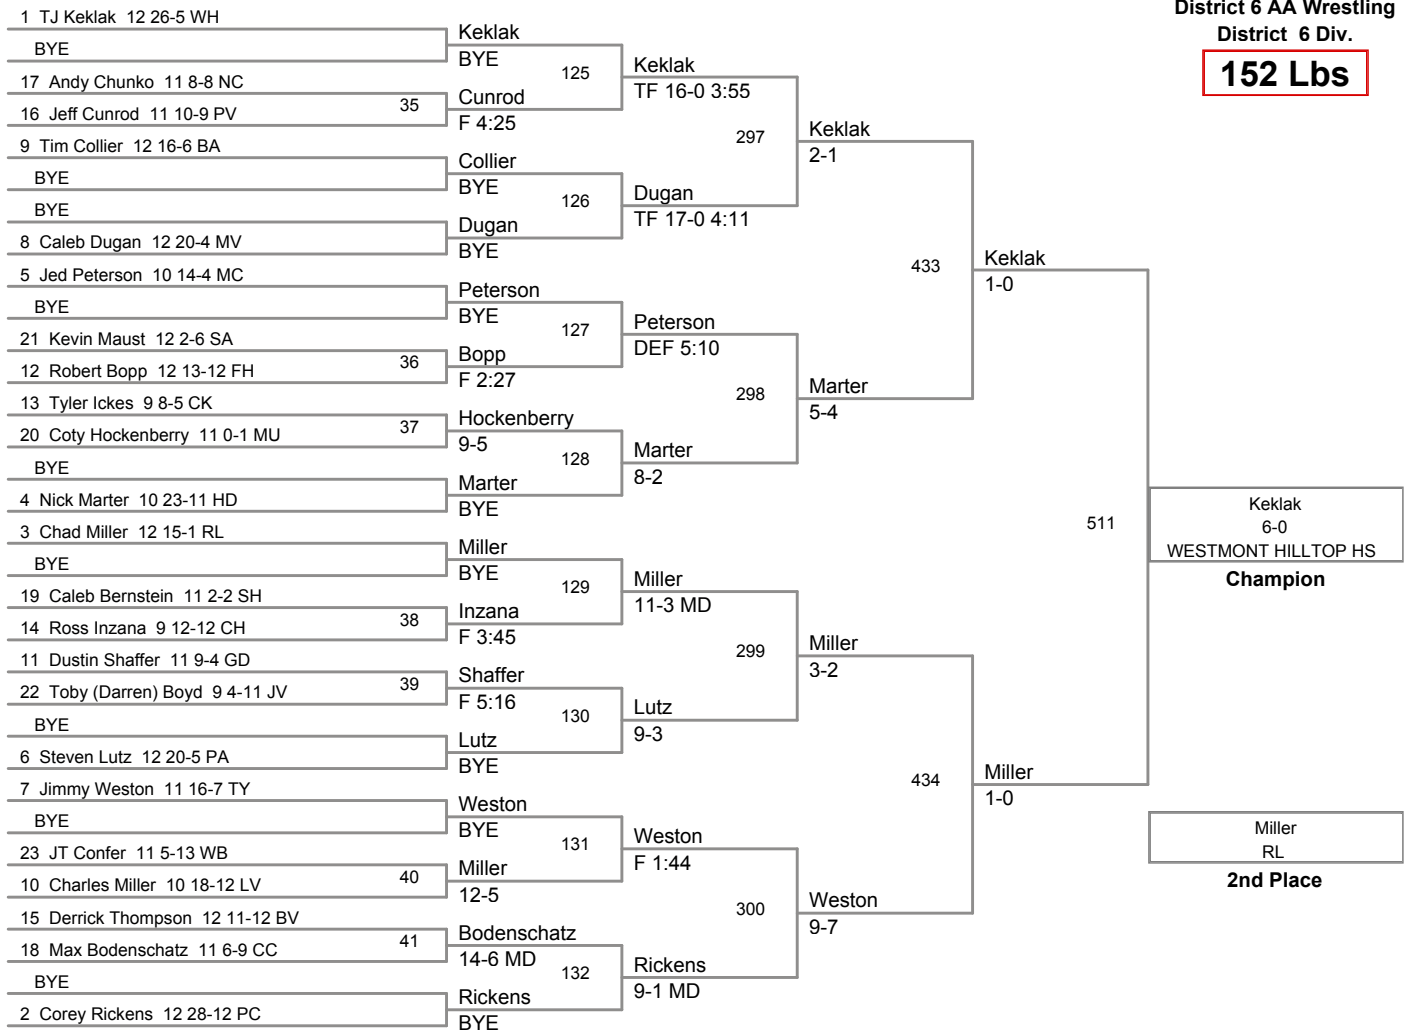 District 6 AA Wrestling
District 6 Div.
152 Lbs
1 TJ Keklak 12 26-5 WH
BYE
17 Andy Chunko 11 8-8 NC
16 Jeff Cunrod 11 10-9 PV
9 Tim Collier 12 16-6 BA
BYE
BYE
8 Caleb Dugan 12 20-4 MV
5 Jed Peterson 10 14-4 MC
BYE
21 Kevin Maust 12 2-6 SA
12 Robert Bopp 12 13-12 FH
13 Tyler Ickes 9 8-5 CK
20 Coty Hockenberry 11 0-1 MU
BYE
4 Nick Marter 10 23-11 HD
3 Chad Miller 12 15-1 RL
BYE
19 Caleb Bernstein 11 2-2 SH
14 Ross Inzana 9 12-12 CH
11 Dustin Shaffer 11 9-4 GD
22 Toby (Darren) Boyd 9 4-11 JV
BYE
6 Steven Lutz 12 20-5 PA
7 Jimmy Weston 11 16-7 TY
BYE
23 JT Confer 11 5-13 WB
10 Charles Miller 10 18-12 LV
15 Derrick Thompson 12 11-12 BV
18 Max Bodenschatz 11 6-9 CC
BYE
2 Corey Rickens 12 28-12 PC
35
36
37
38
39
40
41
Keklak
BYE
Cunrod
F 4:25
Collier
BYE
Dugan
BYE
Peterson
BYE
Bopp
F 2:27
Hockenberry
9-5
Marter
BYE
Miller
BYE
Inzana
F 3:45
Shaffer
F 5:16
Lutz
BYE
Weston
BYE
Miller
12-5
Bodenschatz
14-6 MD
Rickens
BYE
125
126
127
128
129
130
131
132
Keklak
TF 16-0 3:55
Dugan
TF 17-0 4:11
Peterson
DEF 5:10
Marter
8-2
Miller
11-3 MD
Lutz
9-3
Weston
F 1:44
Rickens
9-1 MD
297
298
299
300
Keklak
2-1
Marter
5-4
Miller
3-2
Weston
9-7
433
434
Keklak
1-0
Miller
1-0
511
Keklak
6-0
WESTMONT HILLTOP HS
Champion
Miller
RL
2nd Place